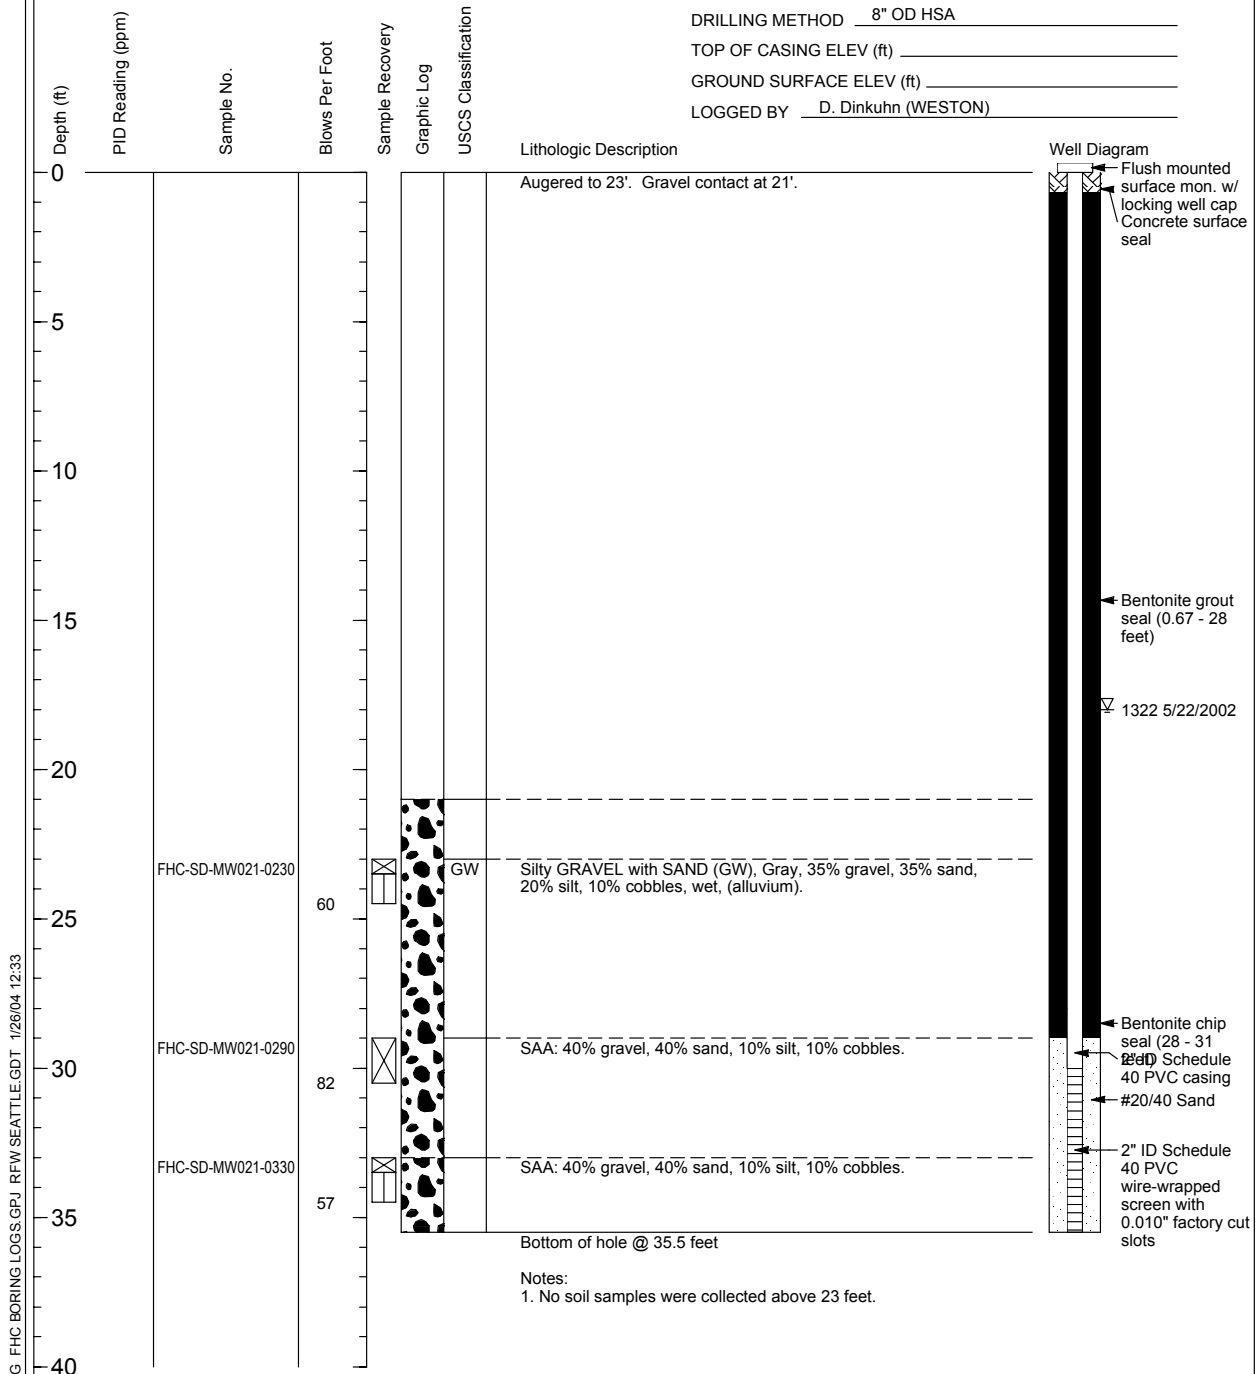 DRILLING METHOD 8" OD HSA
TOP OF CASING ELEV (ft)
GROUND SURFACE ELEV (ft)
LOGGED BY D. Dinkuhn (WESTON)
Depth (ft)
PID Reading (ppm)
Sample No.
Blows Per Foot
Sample Recovery
Graphic Log
USCS Classification
Lithologic Description
Well Diagram
0
Augered to 23'. Gravel contact at 21'.
Flush mounted
surface mon. w/
locking well cap
Concrete surface
seal
5
10
15
Bentonite grout
seal (0.67 - 28
feet)
1322 5/22/2002
20
FHC-SD-MW021-0230
GW
Silty GRAVEL with SAND (GW), Gray, 35% gravel, 35% sand,
20% silt, 10% cobbles, wet, (alluvium).
60
25
Bentonite chip
seal (28 - 31
feet)
2" ID Schedule
40 PVC casing
FHC-SD-MW021-0290
SAA: 40% gravel, 40% sand, 10% silt, 10% cobbles.
30
82
#20/40 Sand
2" ID Schedule
40 PVC
wire-wrapped
screen with
0.010" factory cut
slots
FHC-SD-MW021-0330
SAA: 40% gravel, 40% sand, 10% silt, 10% cobbles.
57
35
Bottom of hole @ 35.5 feet
Notes:
1. No soil samples were collected above 23 feet.
40
G FHC BORING LOGS.GPJ RFW SEATTLE.GDT 1/26/04 12:33